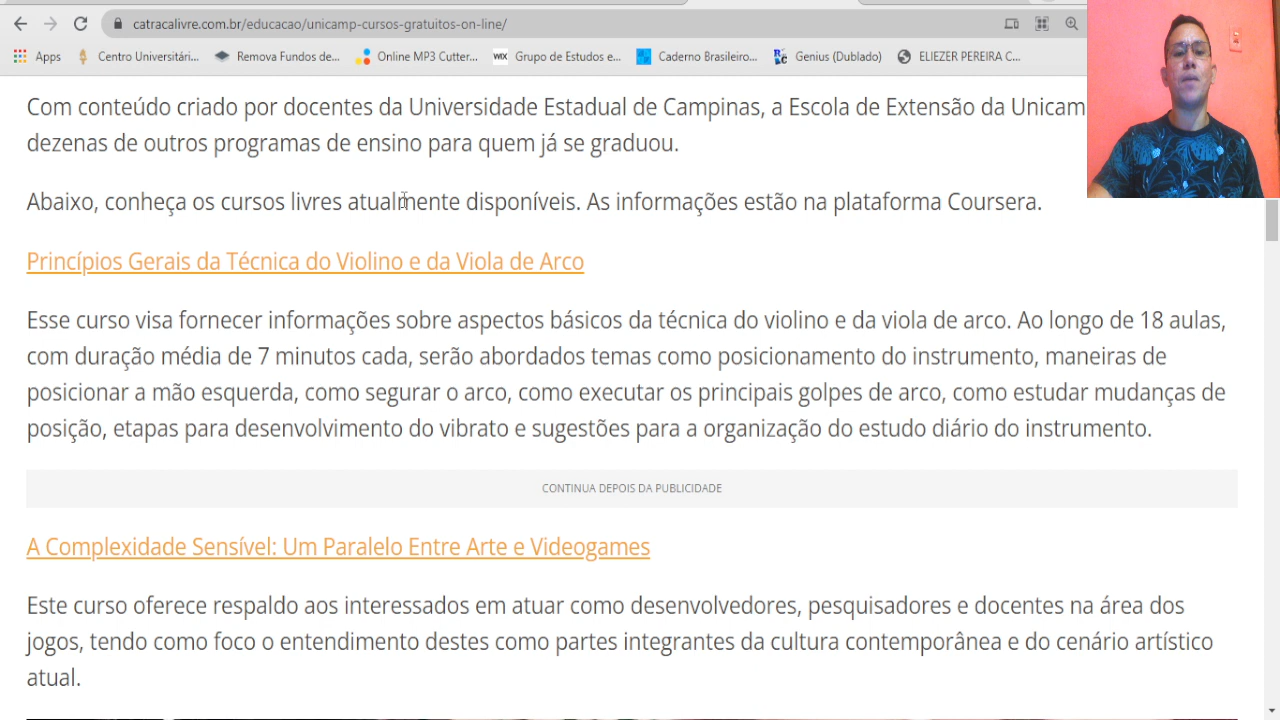 catracalivre.com.br/educacao/unicamp-cursos-gratuitos-on-line/
Apps Centro Universitári... Remova Fundos de... Online MP3 Cutter... WIX Grupo de Estudos e... Caderno Brasileiro... Genius (Dublado) ELIEZER PEREIRA C...
Com conteúdo criado por docentes da Universidade Estadual de Campinas, a Escola de Extensão da Unicam
dezenas de outros programas de ensino para quem já se graduou.
Abaixo, conheça os cursos livres atualmente disponíveis. As informações estão na plataforma Coursera.
Princípios Gerais da Técnica do Violino e da Viola de Arco
Esse curso visa fornecer informações sobre aspectos básicos da técnica do violino e da viola de arco. Ao longo de 18 aulas,
com duração média de 7 minutos cada, serão abordados temas como posicionamento do instrumento, maneiras de
posicionar a mão esquerda, como segurar o arco, como executar os principais golpes de arco, como estudar mudanças de
posição, etapas para desenvolvimento do vibrato e sugestões para a organização do estudo diário do instrumento.
CONTINUA DEPOIS DA PUBLICIDADE
A Complexidade Sensível: Um Paralelo Entre Arte e Videogames
Este curso oferece respaldo aos interessados em atuar como desenvolvedores, pesquisadores e docentes na área dos
jogos, tendo como foco o entendimento destes como partes integrantes da cultura contemporânea e do cenário artístico
atual.